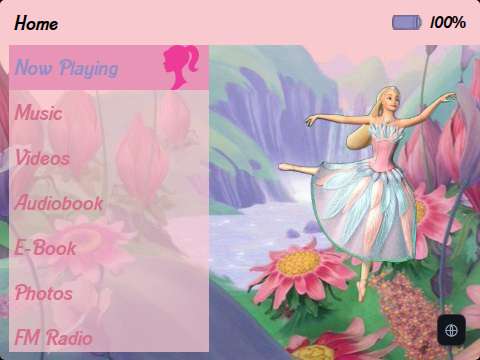 Home
100%
Now Playing
Music
Videos
Audiobook
E-Book
Photos
FM Radio